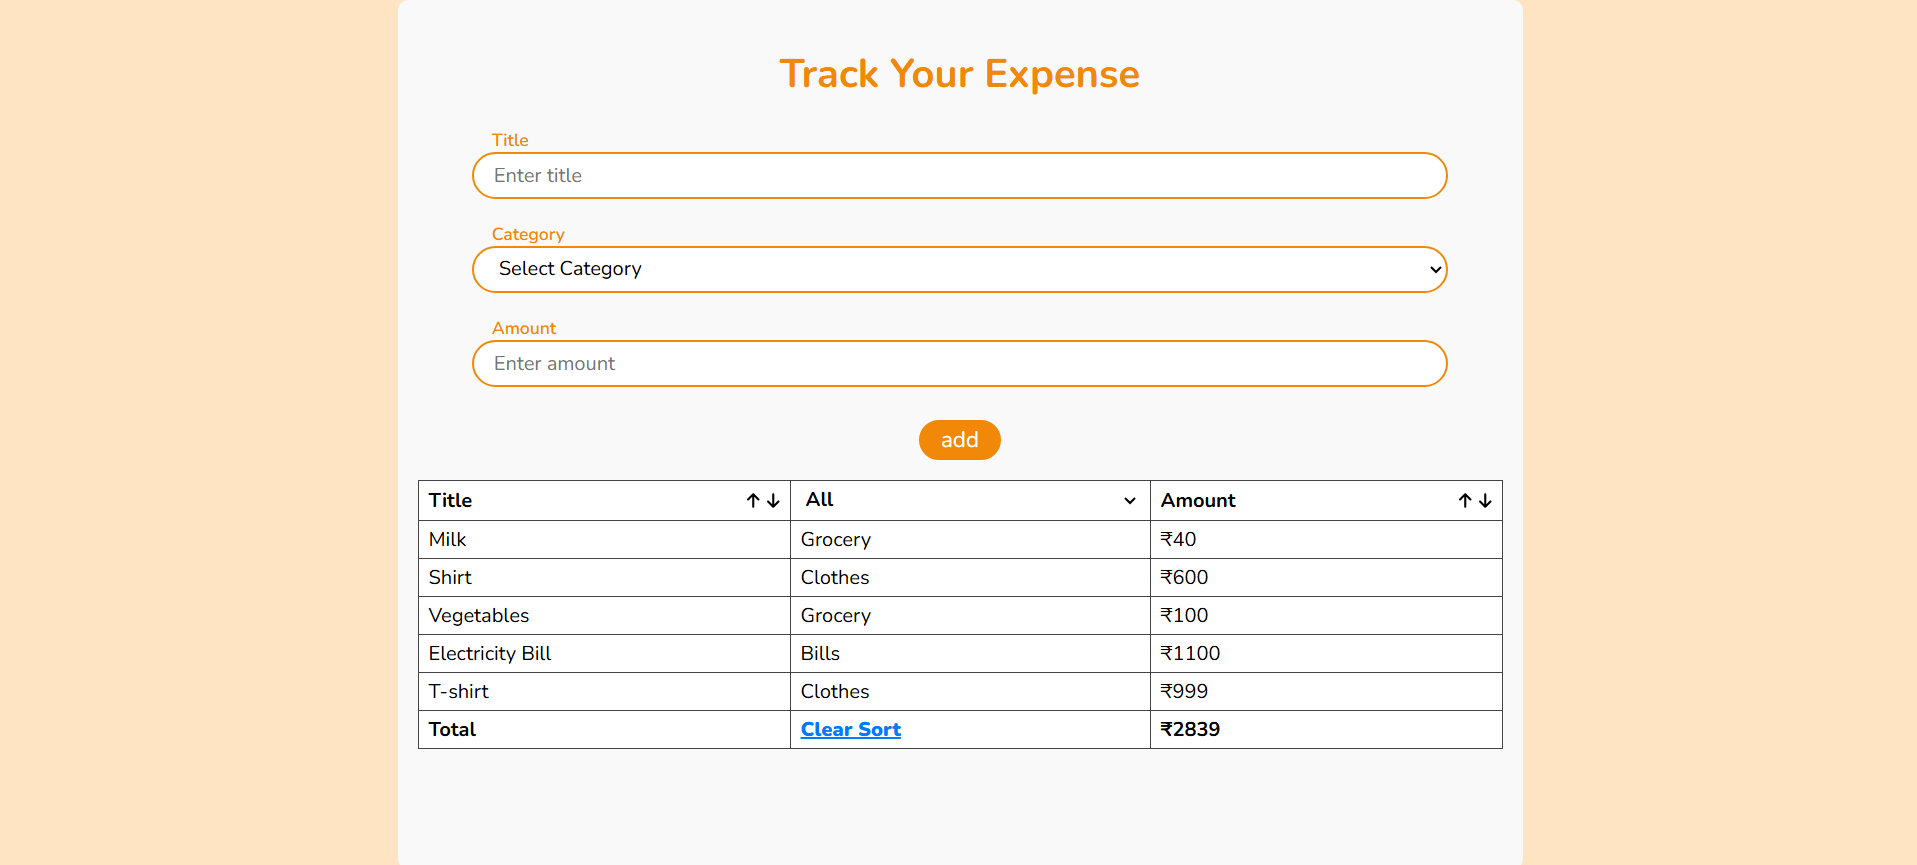 Track Your Expense
Title
Enter title
Category
Select Category
Amount
Enter amount
add
Title All Amount
Milk Grocery ₹40
Shirt Clothes ₹600
Vegetables Grocery ₹100
Electricity Bill Bills ₹1100
T-shirt Clothes ₹999
Total Clear Sort ₹2839